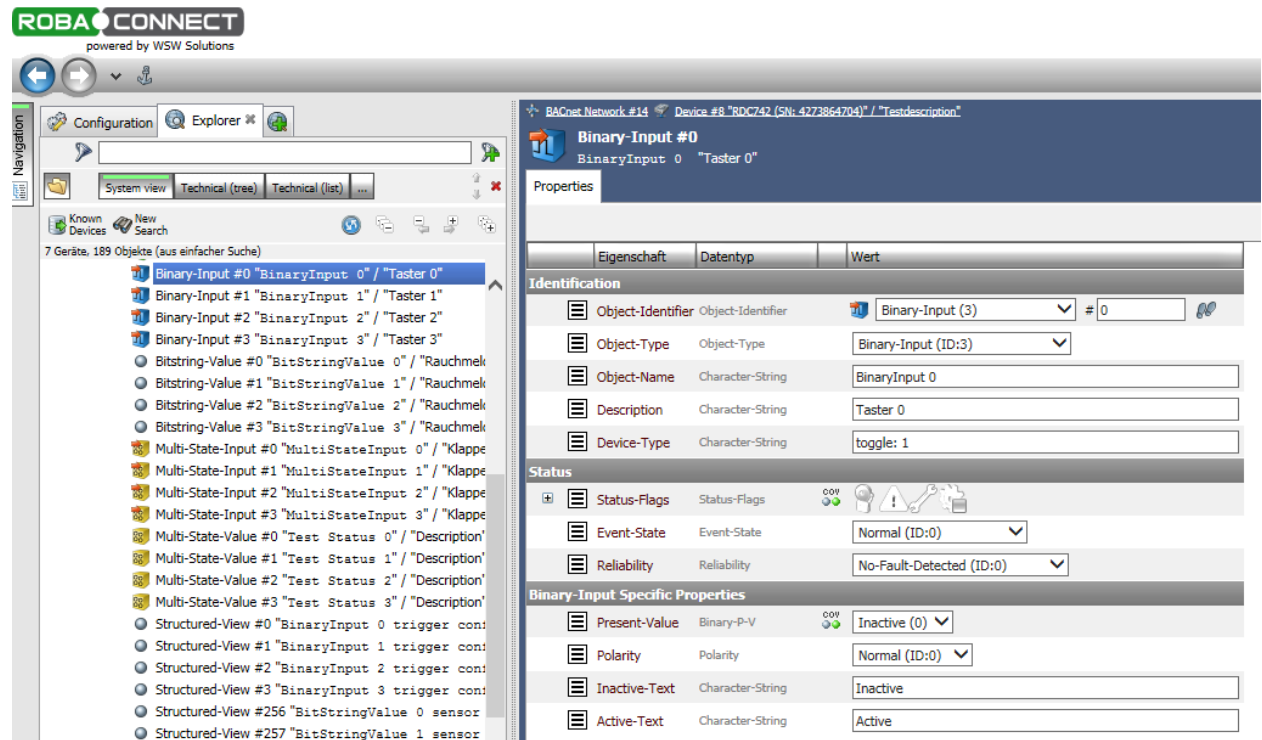 ROBA CONNECT
powered by WSW Solutions
Navigation
Configuration
Explorer
System view
Technical (tree)
Technical (list)
...
Known Devices
New Search
7 Geräte, 189 Objekte (aus einfacher Suche)
Binary-Input #0 "BinaryInput 0" / "Taster 0"
Binary-Input #1 "BinaryInput 1" / "Taster 1"
Binary-Input #2 "BinaryInput 2" / "Taster 2"
Binary-Input #3 "BinaryInput 3" / "Taster 3"
Bitstring-Value #0 "BitStringValue 0" / "Rauchmeld
Bitstring-Value #1 "BitStringValue 1" / "Rauchmeld
Bitstring-Value #2 "BitStringValue 2" / "Rauchmeld
Bitstring-Value #3 "BitStringValue 3" / "Rauchmeld
Multi-State-Input #0 "MultiStateInput 0" / "Klappe
Multi-State-Input #1 "MultiStateInput 1" / "Klappe
Multi-State-Input #2 "MultiStateInput 2" / "Klappe
Multi-State-Input #3 "MultiStateInput 3" / "Klappe
Multi-State-Value #0 "Test Status 0" / "Description"
Multi-State-Value #1 "Test Status 1" / "Description"
Multi-State-Value #2 "Test Status 2" / "Description"
Multi-State-Value #3 "Test Status 3" / "Description"
Structured-View #0 "BinaryInput 0 trigger conf
Structured-View #1 "BinaryInput 1 trigger conf
Structured-View #2 "BinaryInput 2 trigger conf
Structured-View #3 "BinaryInput 3 trigger conf
Structured-View #256 "BitStringValue 0 sensor
Structured-View #257 "BitStringValue 1 sensor
BACnet Network #14 Device #8 "RDC742 (SN: 4273864704)" / "Testdescription"
Binary-Input #0
BinaryInput 0 "Taster 0"
Properties
Eigenschaft Datentyp Wert
Identification
Object-Identifier Object-Identifier Binary-Input (3) # 0
Object-Type Object-Type Binary-Input (ID:3)
Object-Name Character-String BinaryInput 0
Description Character-String Taster 0
Device-Type Character-String toggle: 1
Status
Status-Flags Status-Flags COV
Event-State Event-State Normal (ID:0)
Reliability Reliability No-Fault-Detected (ID:0)
Binary-Input Specific Properties
Present-Value Binary-P-V COV Inactive (0)
Polarity Polarity Normal (ID:0)
Inactive-Text Character-String Inactive
Active-Text Character-String Active